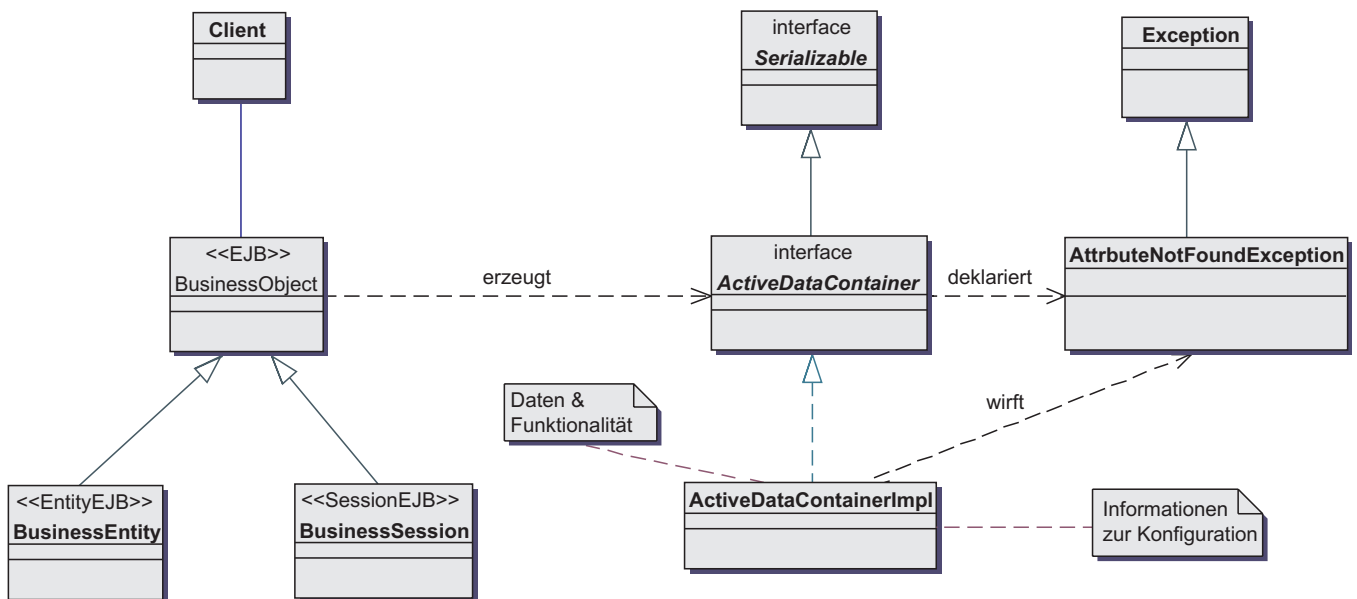 Client
interface
Serializable
Exception
<<EJB>>
BusinessObject
erzeugt
interface
ActiveDataContainer
deklariert
AttrbuteNotFoundException
Daten &
Funktionalität
wirft
<<EntityEJB>>
BusinessEntity
<<SessionEJB>>
BusinessSession
ActiveDataContainerImpl
Informationen
zur Konfiguration